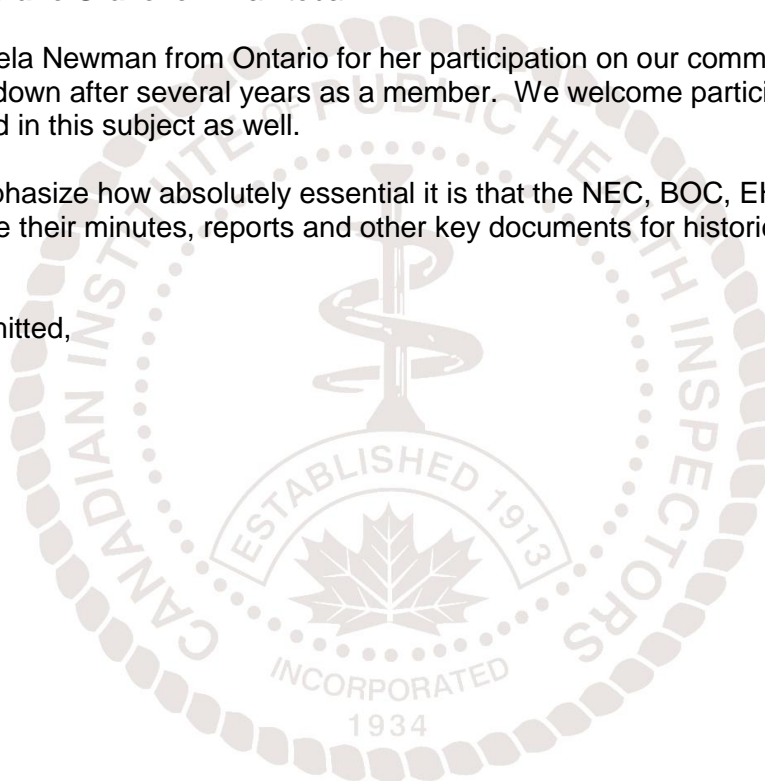 ela Newman from Ontario for her participation on our comm
down after several years as a member.  We welcome partici
d in this subject as well.
phasize how absolutely essential it is that the NEC, BOC, E
e their minutes, reports and other key documents for historic
nitted,
CANADIAN INSTITUTE OF PUBLIC HEALTH INSPECTORS
ESTABLISHED 1913
INCORPORATED
1934